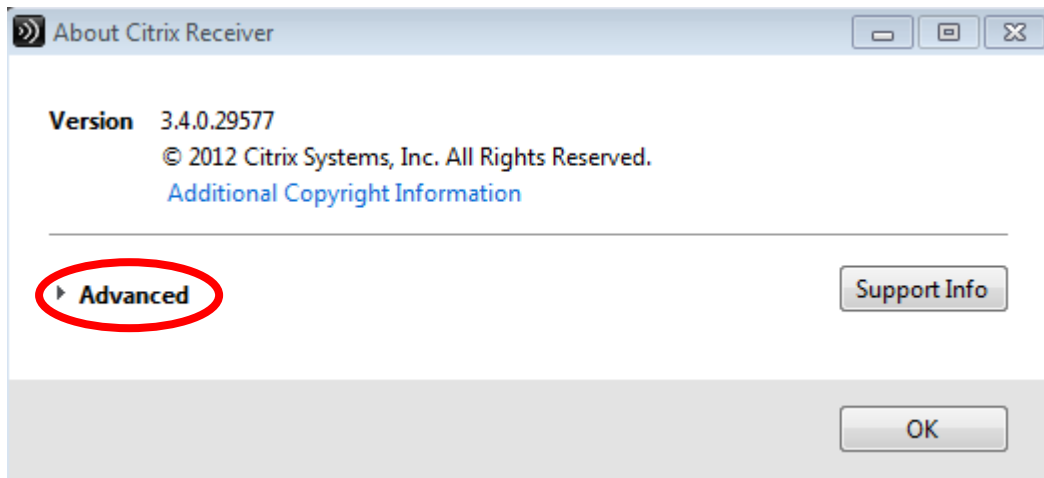 About Citrix Receiver
Version 3.4.0.29577
© 2012 Citrix Systems, Inc. All Rights Reserved.
Additional Copyright Information
Advanced
Support Info
OK